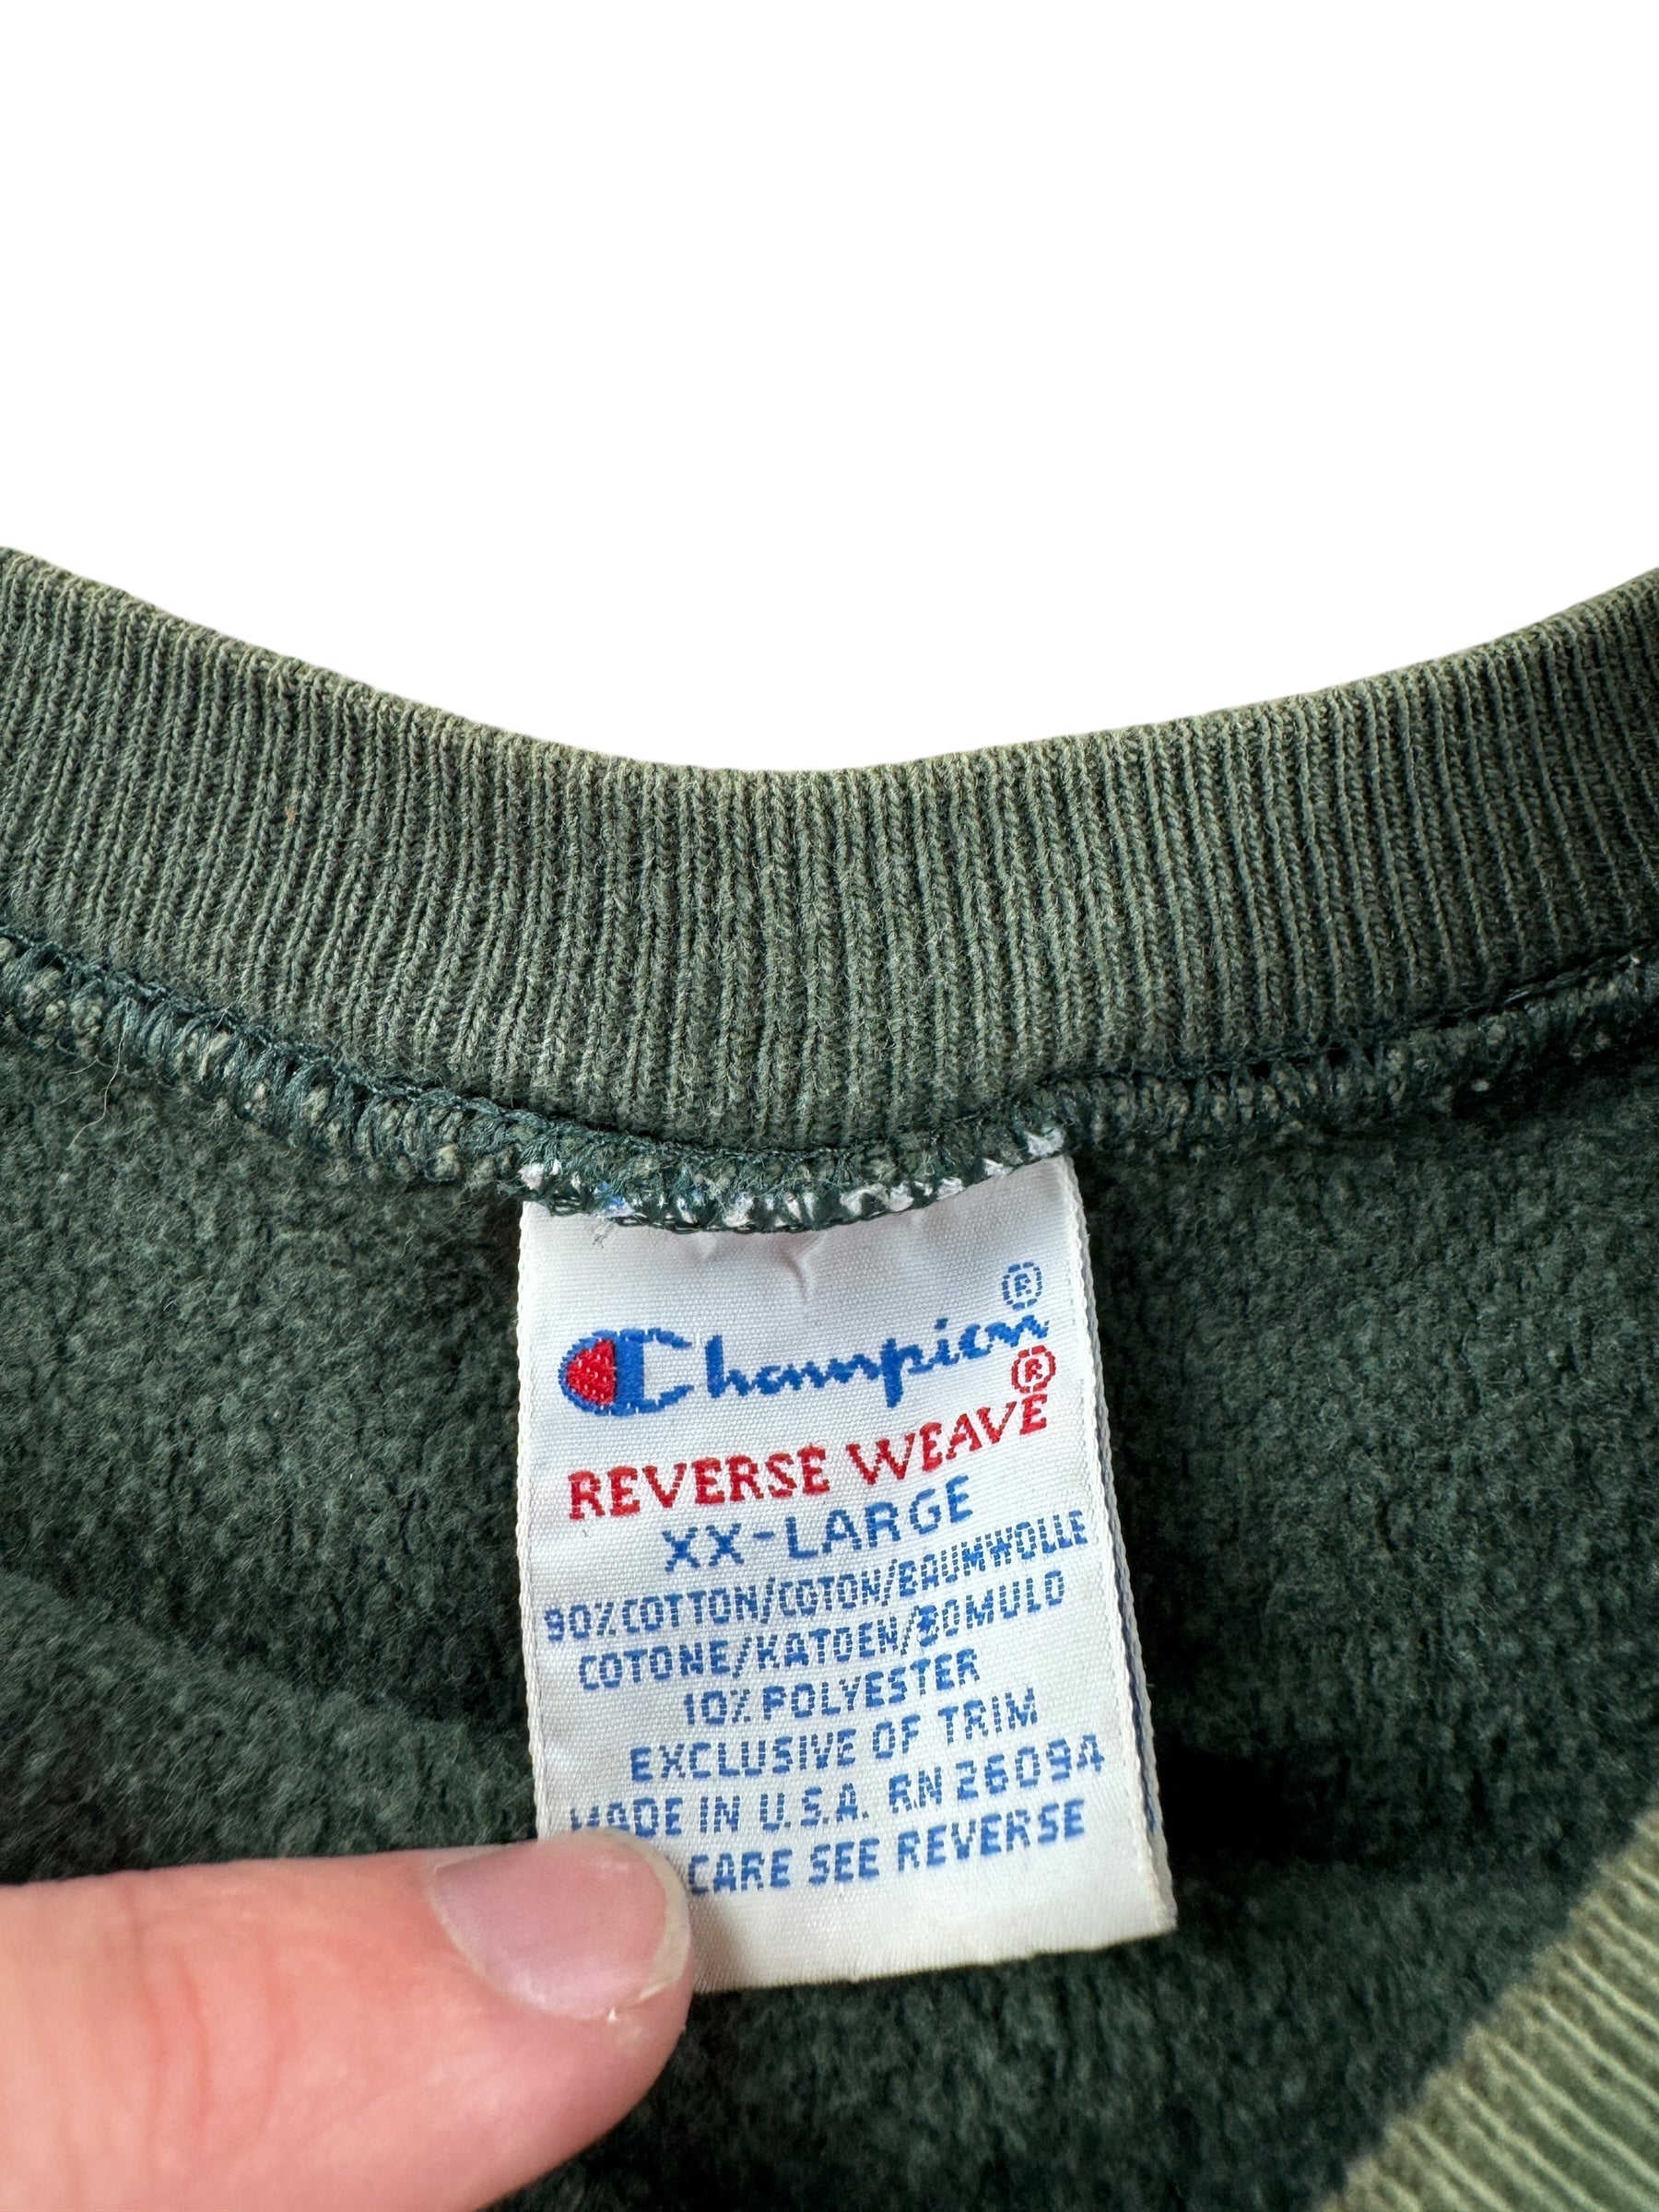 Champion®
REVERSE WEAVE®
XX-LARGE
90% COTTON/COTON/BAUMWOLLE
COTONE/KATOEN/BOMULD
10% POLYESTER
EXCLUSIVE OF TRIM
MADE IN U.S.A. RN 26094
CARE SEE REVERSE